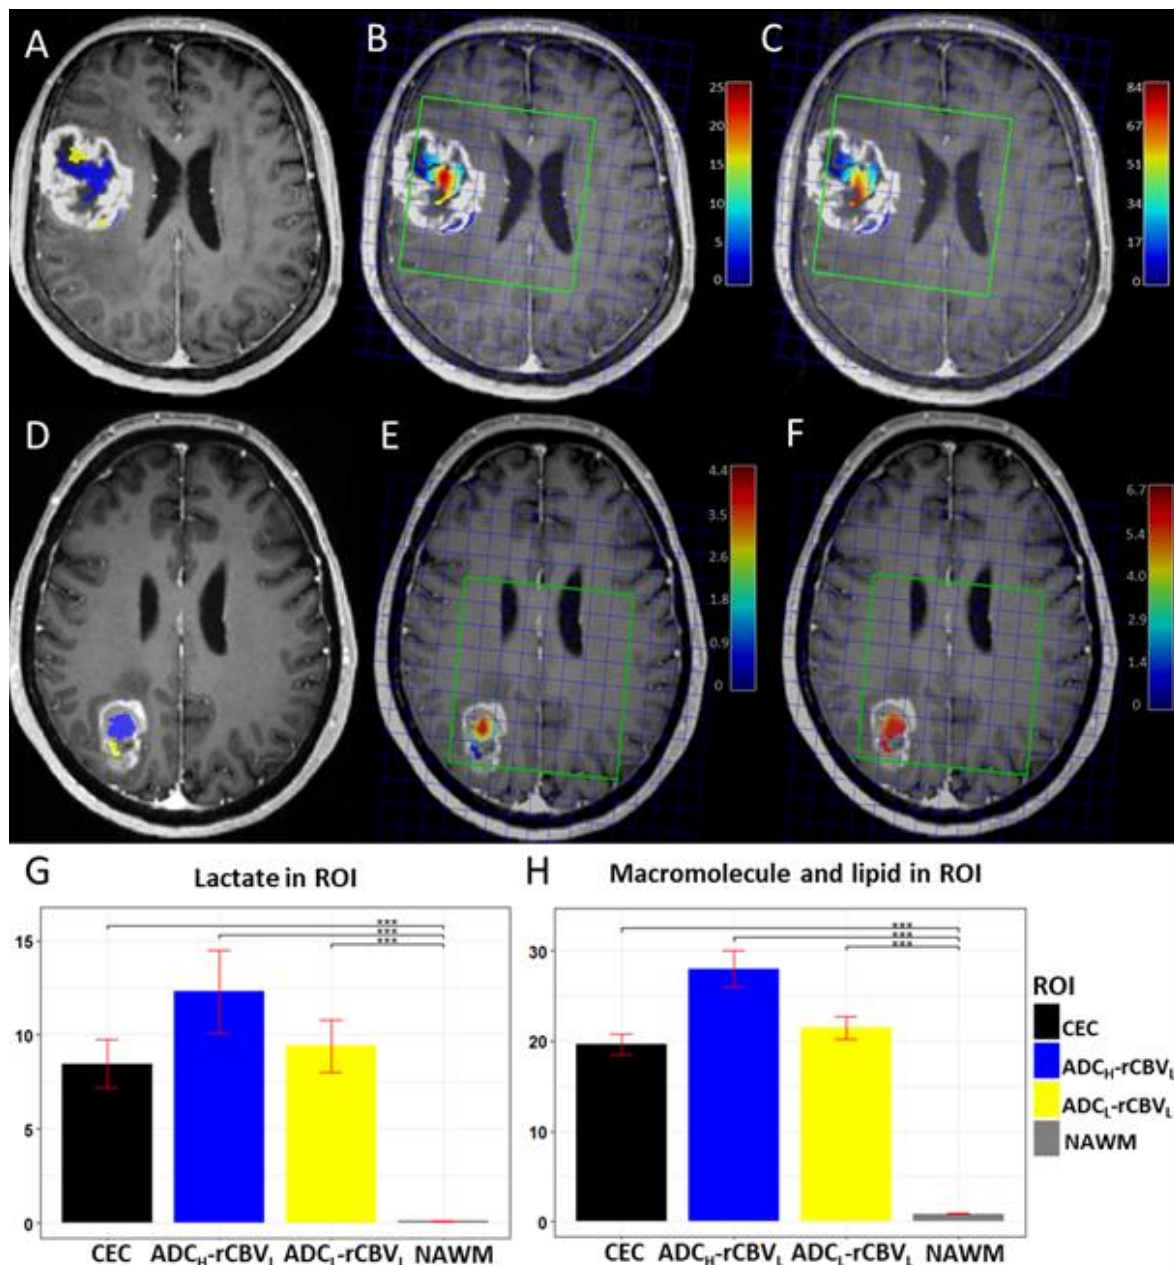 A
B
C
25
20
15
10
5
0
84
67
51
34
17
0
D
E
F
4.4
3.5
2.6
1.8
0.9
0
6.7
5.4
4.0
2.9
1.4
0
G Lactate in ROI
H Macromolecule and lipid in ROI
***
***
***
15
10
5
0
CEC ADCH-rCBVL ADCL-rCBVL NAWM
***
***
***
30
20
10
0
CEC ADCH-rCBVL ADCL-rCBVL NAWM
ROI
CEC
ADCH-rCBVL
ADCL-rCBVL
NAWM